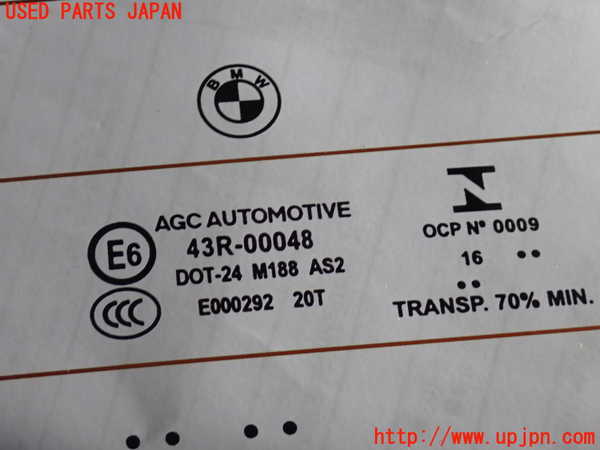 USED PARTS JAPAN
BMW
AGC AUTOMOTIVE
E6
43R-00048
DOT-24 M188 AS2
CCC
E000292 20T
OCP Nº 0009
16
TRANSP. 70% MIN.
http://www.upjpn.com/